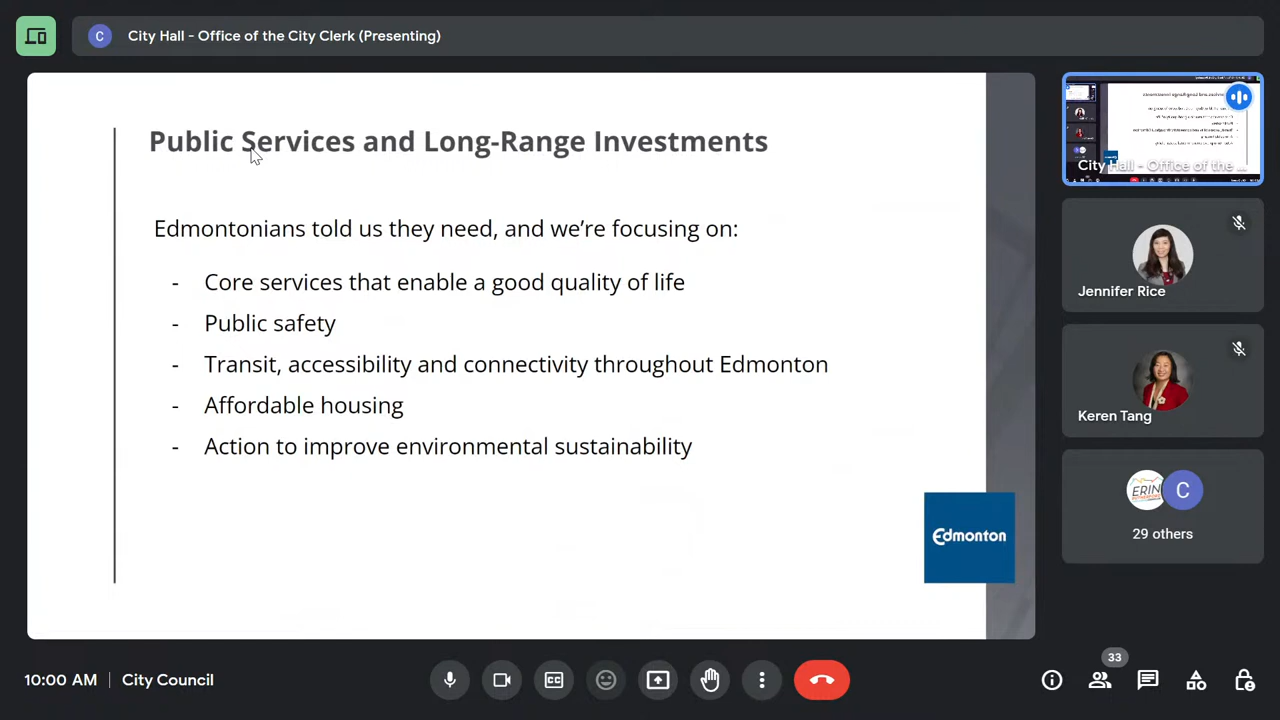 City Hall - Office of the City Clerk (Presenting)
C
Public Services and Long-Range Investments
Edmontonians told us they need, and we’re focusing on:
- Core services that enable a good quality of life
- Public safety
- Transit, accessibility and connectivity throughout Edmonton
- Affordable housing
- Action to improve environmental sustainability
Edmonton
City Hall - Office of the ...
Jennifer Rice
Keren Tang
ERIN
C
29 others
10:00 AM | City Council
CC
33